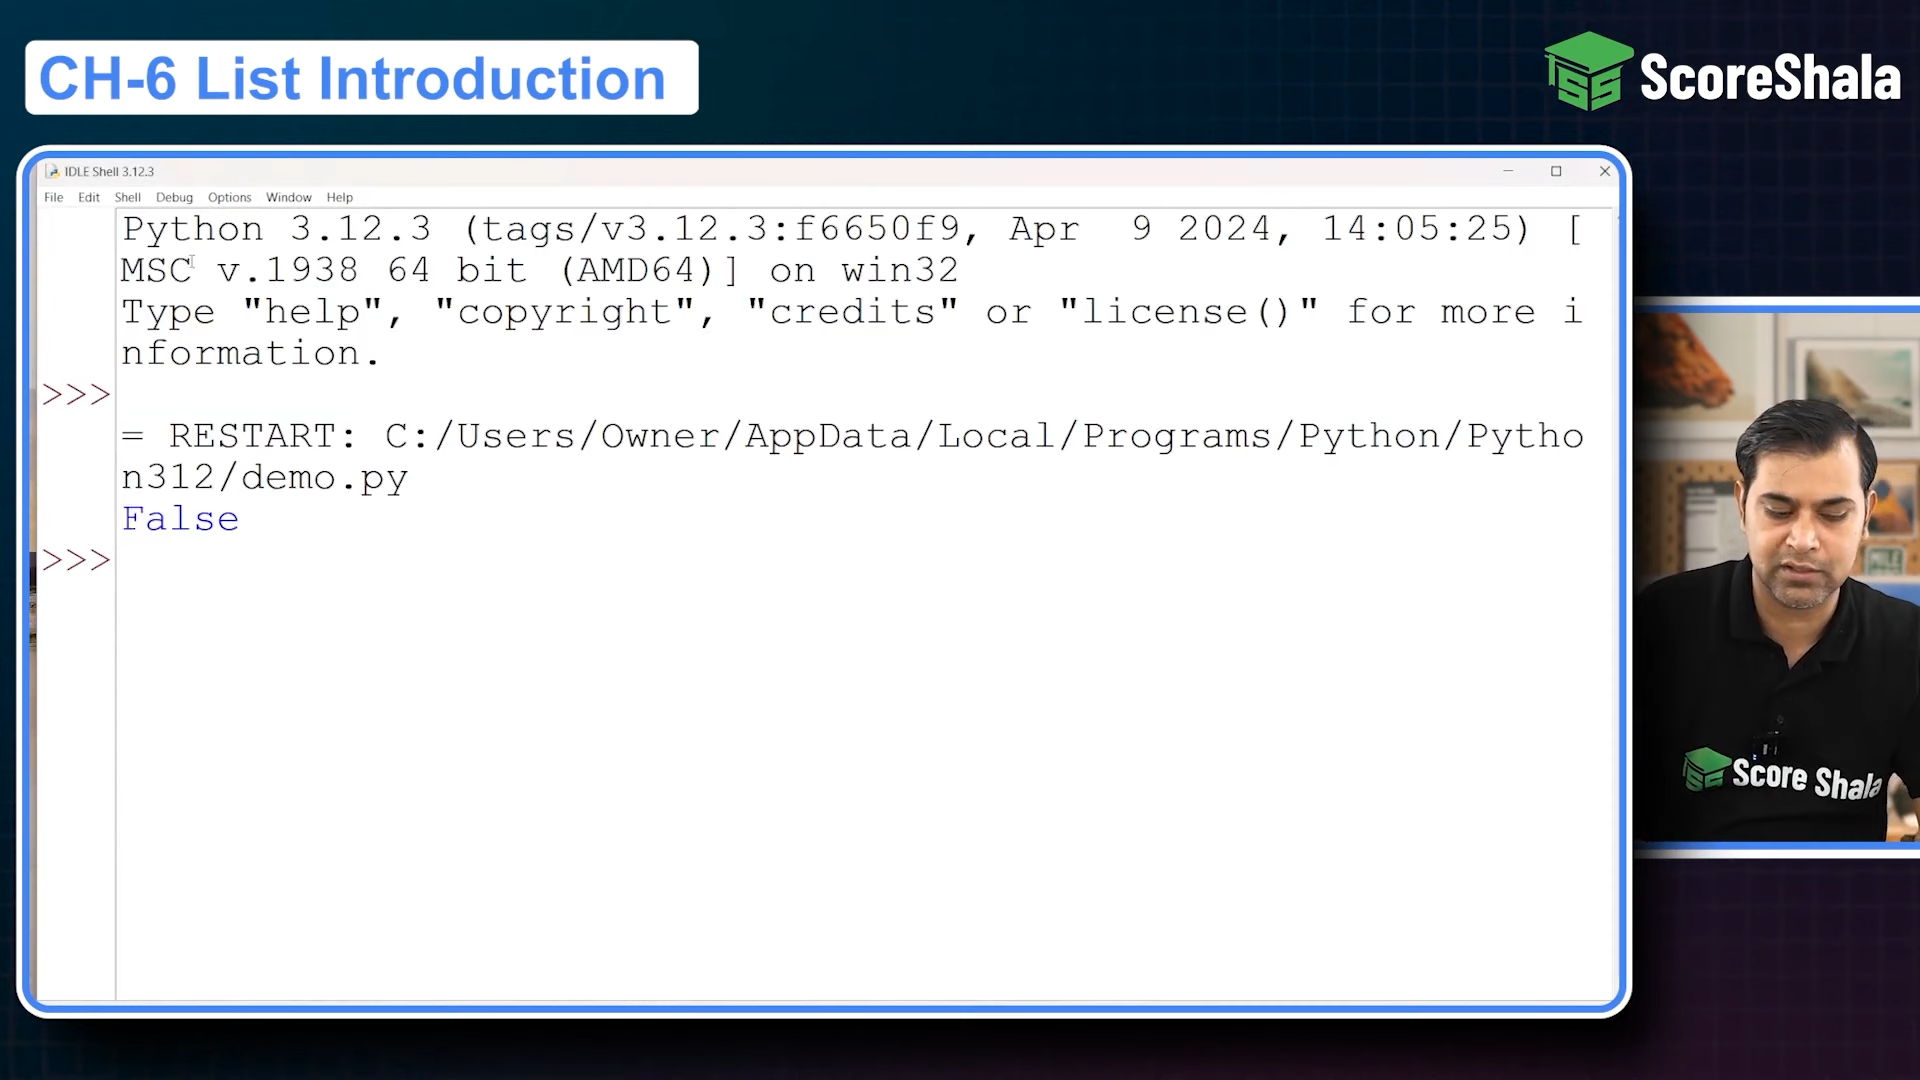 CH-6 List Introduction
ScoreShala
IDLE Shell 3.12.3
File Edit Shell Debug Options Window Help
Python 3.12.3 (tags/v3.12.3:f6650f9, Apr  9 2024, 14:05:25) [
MSC v.1938 64 bit (AMD64)] on win32
Type "help", "copyright", "credits" or "license()" for more i
nformation.
>>>
= RESTART: C:/Users/Owner/AppData/Local/Programs/Python/Pytho
n312/demo.py
False
>>>
Score Shala